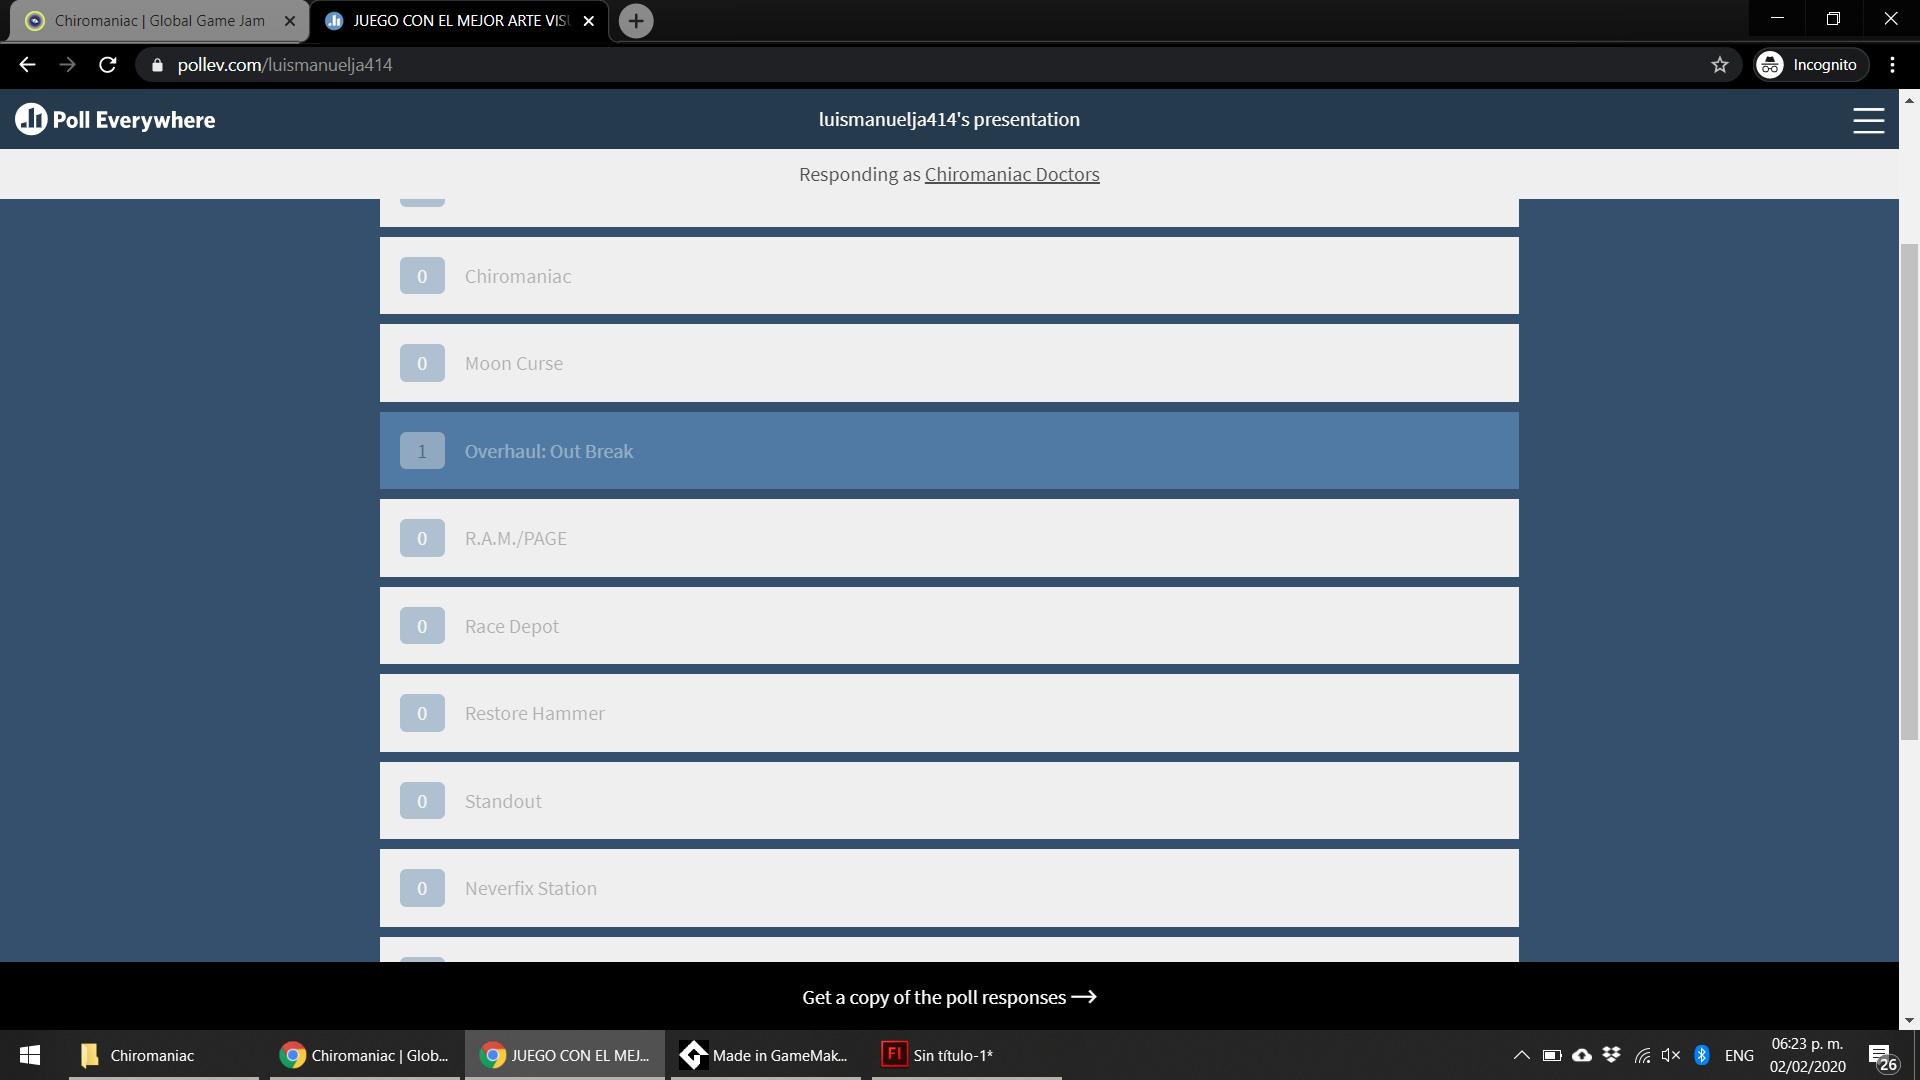 Chiromaniac | Global Game Jam
JUEGO CON EL MEJOR ARTE VISU
pollev.com/luismanuelja414
Incognito
Poll Everywhere
luismanuelja414's presentation
Responding as Chiromaniac Doctors
0 Chiromaniac
0 Moon Curse
1 Overhaul: Out Break
0 R.A.M./PAGE
0 Race Depot
0 Restore Hammer
0 Standout
0 Neverfix Station
Get a copy of the poll responses →
Chiromaniac
Chiromaniac | Glob...
JUEGO CON EL MEJ...
Made in GameMak...
Fl
Sin título-1*
ENG
06:23 p. m.
02/02/2020
26